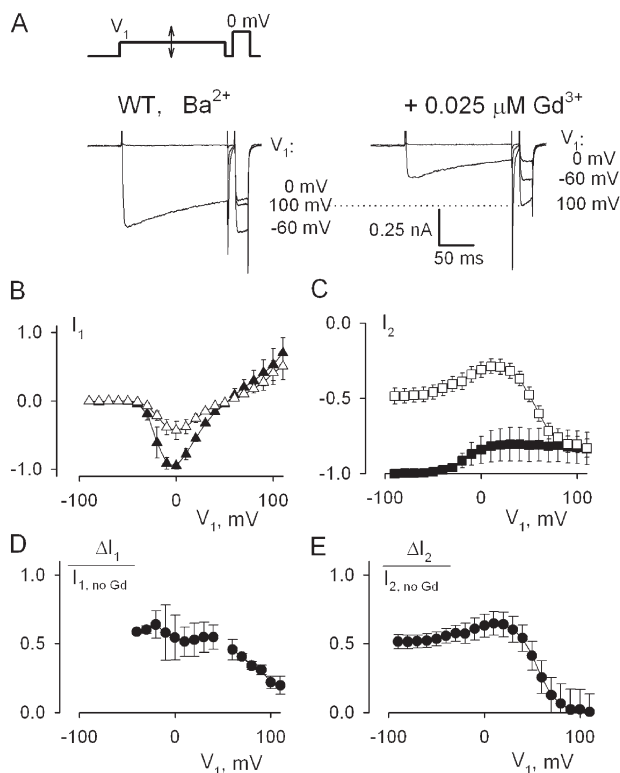 A
V1
0 mV
WT, Ba2+
+ 0.025 μM Gd3+
V1:
0 mV
100 mV
-60 mV
V1:
0 mV
-60 mV
100 mV
0.25 nA
50 ms
B
I1
1.0
0.0
-1.0
-100
0
100
V1, mV
C
I2
0.0
-0.5
-1.0
-100
0
100
V1, mV
D
ΔI1
I1, no Gd
1.0
0.5
0.0
-100
0
100
V1, mV
E
ΔI2
I2, no Gd
1.0
0.5
0.0
-100
0
100
V1, mV